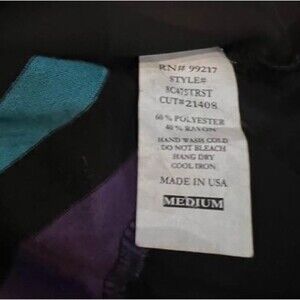 RN# 99217
STYLE#
8C475TRST
CUT#21408
60% POLYESTER
40% RAYON
HAND WASH COLD
DO NOT BLEACH
HANG DRY
COOL IRON
MADE IN USA
MEDIUM